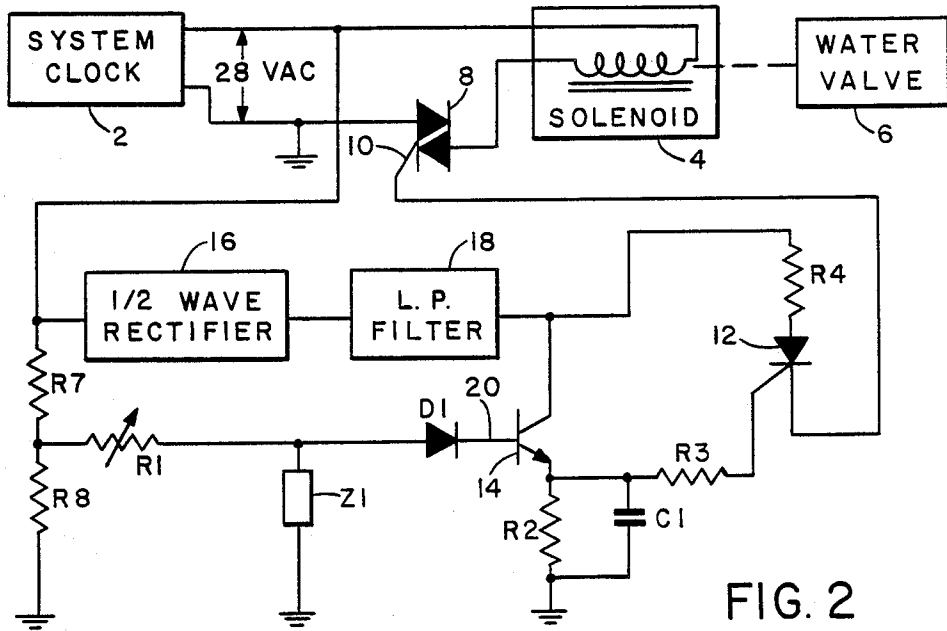 SYSTEM
CLOCK
2
28 VAC
8
10
SOLENOID
4
WATER
VALVE
6
16
1/2 WAVE
RECTIFIER
18
L. P.
FILTER
R4
12
R7
R1
R8
Z1
D1
20
14
R2
C1
R3
FIG. 2